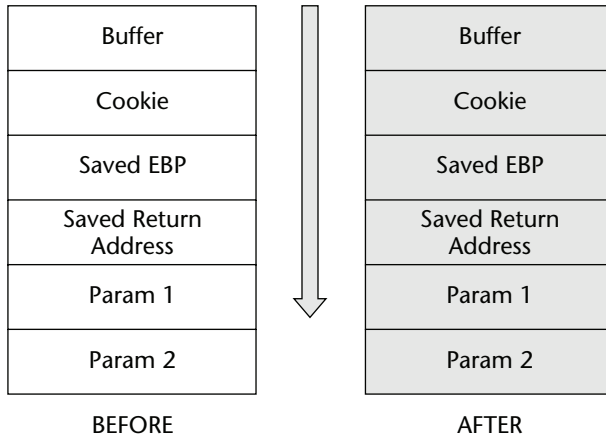 Buffer
Cookie
Saved EBP
Saved Return
Address
Param 1
Param 2
BEFORE
Buffer
Cookie
Saved EBP
Saved Return
Address
Param 1
Param 2
AFTER